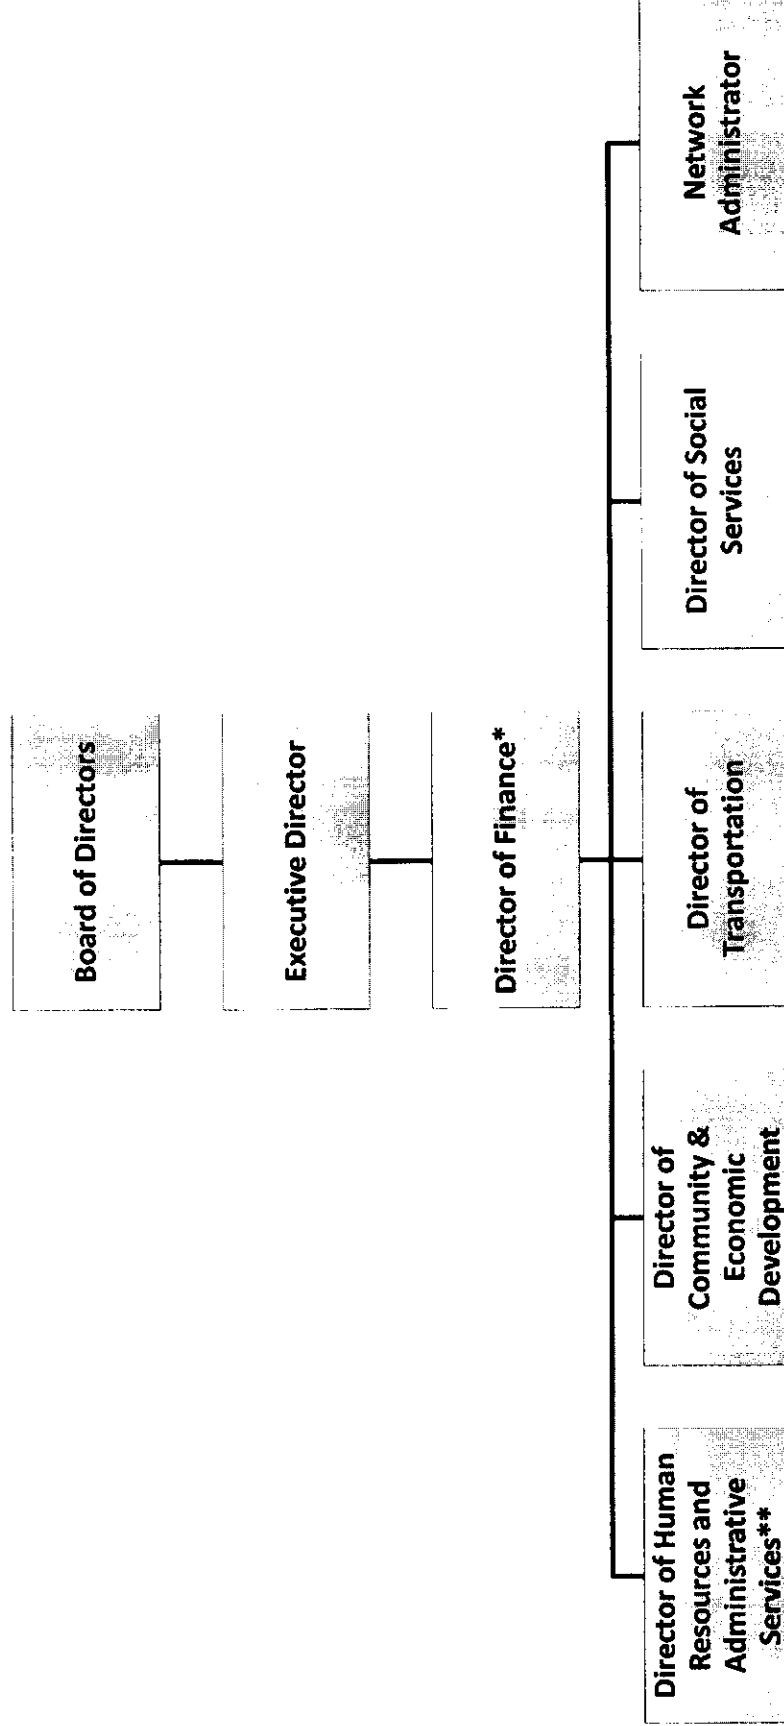 Board of Directors
Executive Director
Director of Finance*
Director of Human
Resources and
Administrative
Services**
Director of
Community &
Economic
Development
Director of
Transportation
Director of Social
Services
Network
Administrator